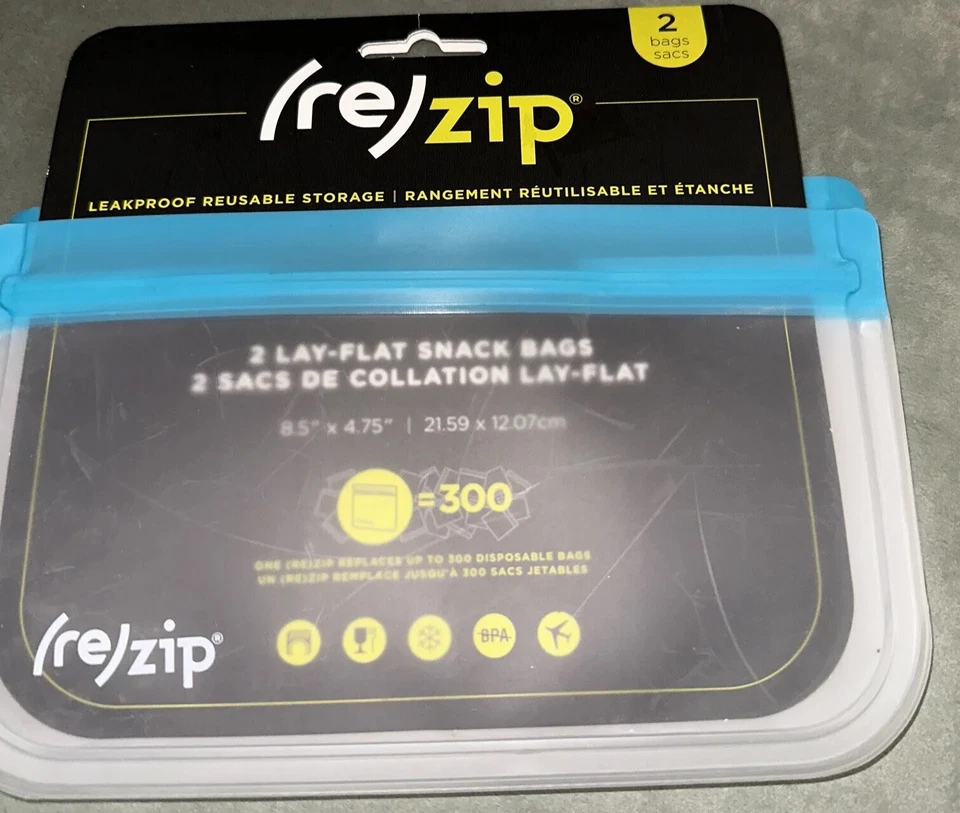 2
bags
sacs
(re)zip®
LEAKPROOF REUSABLE STORAGE | RANGEMENT RÉUTILISABLE ET ÉTANCHE
2 LAY-FLAT SNACK BAGS
2 SACS DE COLLATION LAY-FLAT
8.5" x 4.75" | 21.59 x 12.07cm
=300
ONE (RE)ZIP REPLACES UP TO 300 DISPOSABLE BAGS
UN (RE)ZIP REMPLACE JUSQU'À 300 SACS JETABLES
BPA
(re)zip®